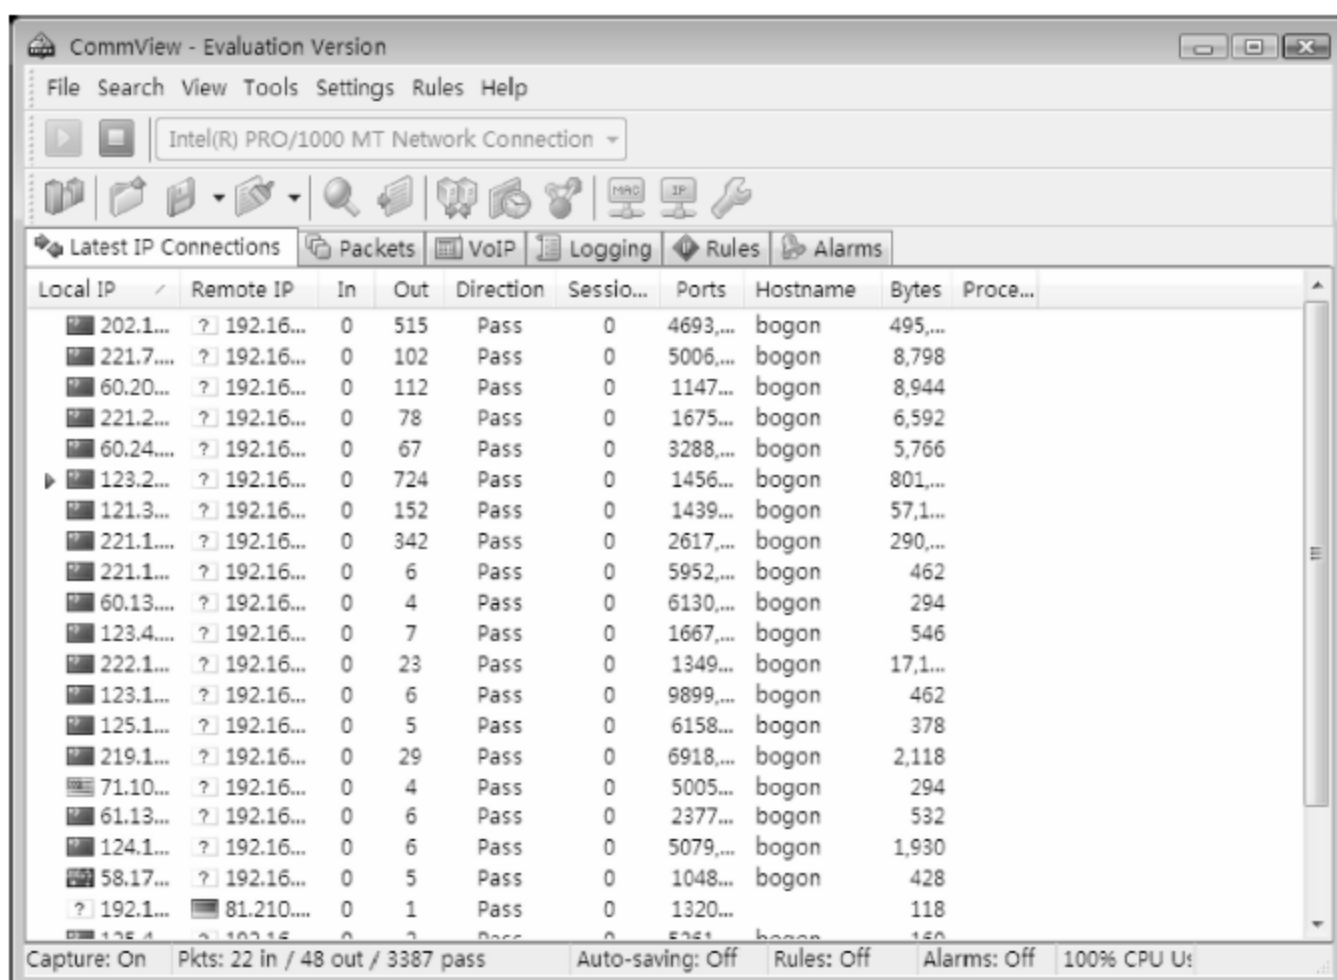 CommView - Evaluation Version
File Search View Tools Settings Rules Help
Intel(R) PRO/1000 MT Network Connection
MAC IP
Latest IP Connections Packets VoIP Logging Rules Alarms
Local IP Remote IP In Out Direction Sessio... Ports Hostname Bytes Proce...
202.1... ? 192.16... 0 515 Pass 0 4693,... bogon 495,...
221.7.... ? 192.16... 0 102 Pass 0 5006,... bogon 8,798
60.20... ? 192.16... 0 112 Pass 0 1147... bogon 8,944
221.2... ? 192.16... 0 78 Pass 0 1675... bogon 6,592
60.24.... ? 192.16... 0 67 Pass 0 3288,... bogon 5,766
123.2... ? 192.16... 0 724 Pass 0 1456... bogon 801,...
121.3... ? 192.16... 0 152 Pass 0 1439... bogon 57,1...
221.1.... ? 192.16... 0 342 Pass 0 2617,... bogon 290,...
221.1... ? 192.16... 0 6 Pass 0 5952,... bogon 462
60.13.... ? 192.16... 0 4 Pass 0 6130,... bogon 294
123.4.... ? 192.16... 0 7 Pass 0 1667,... bogon 546
222.1... ? 192.16... 0 23 Pass 0 1349... bogon 17,1...
123.1... ? 192.16... 0 6 Pass 0 9899,... bogon 462
125.1... ? 192.16... 0 5 Pass 0 6158... bogon 378
219.1... ? 192.16... 0 29 Pass 0 6918,... bogon 2,118
71.10... ? 192.16... 0 4 Pass 0 5005... bogon 294
61.13... ? 192.16... 0 6 Pass 0 2377... bogon 532
124.1... ? 192.16... 0 6 Pass 0 5079,... bogon 1,930
58.17... ? 192.16... 0 5 Pass 0 1048... bogon 428
? 192.1... 81.210.... 0 1 Pass 0 1320... 118
Capture: On Pkts: 22 in / 48 out / 3387 pass Auto-saving: Off Rules: Off Alarms: Off 100% CPU Us